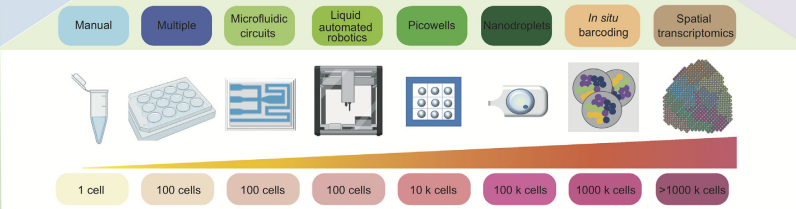 Manual
Multiple
Microfluidic
circuits
Liquid
automated
robotics
Picowells
Nanodroplets
In situ
barcoding
Spatial
transcriptomics
1 cell
100 cells
100 cells
100 cells
10 k cells
100 k cells
1000 k cells
>1000 k cells